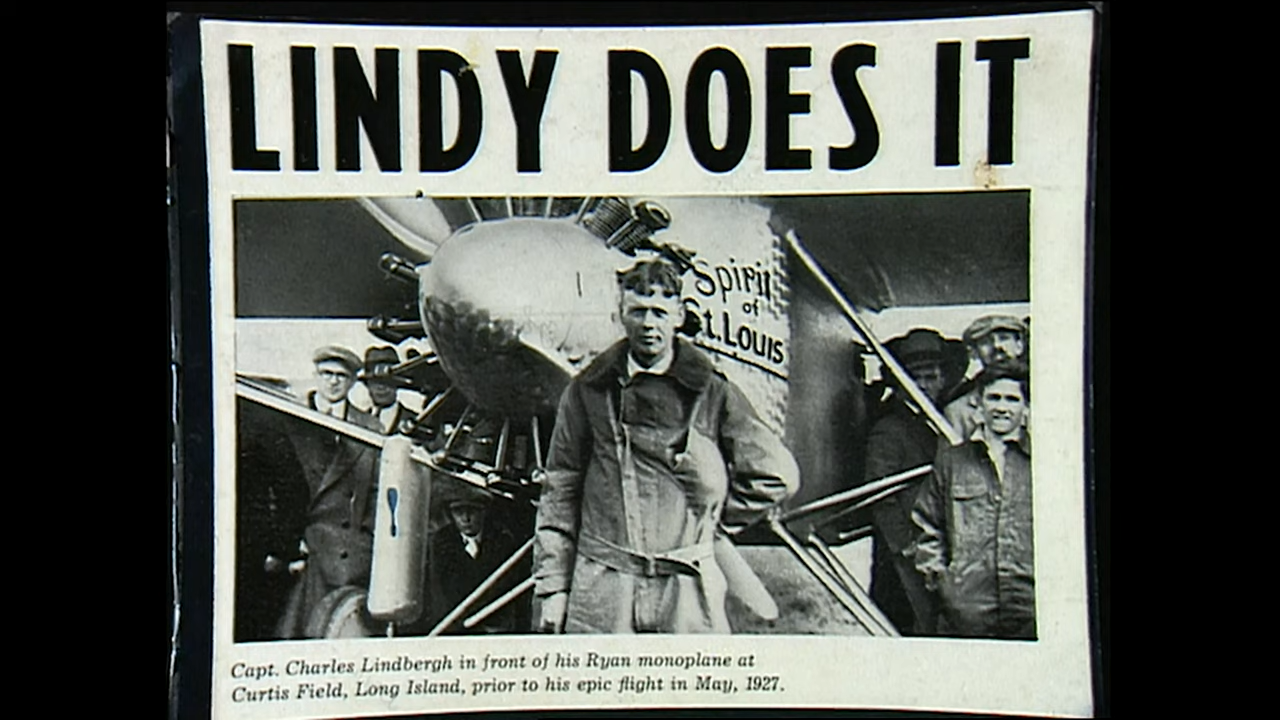 LINDY DOES IT
Spirit
of
St. Louis
Capt. Charles Lindbergh in front of his Ryan monoplane at
Curtis Field, Long Island, prior to his epic flight in May, 1927.